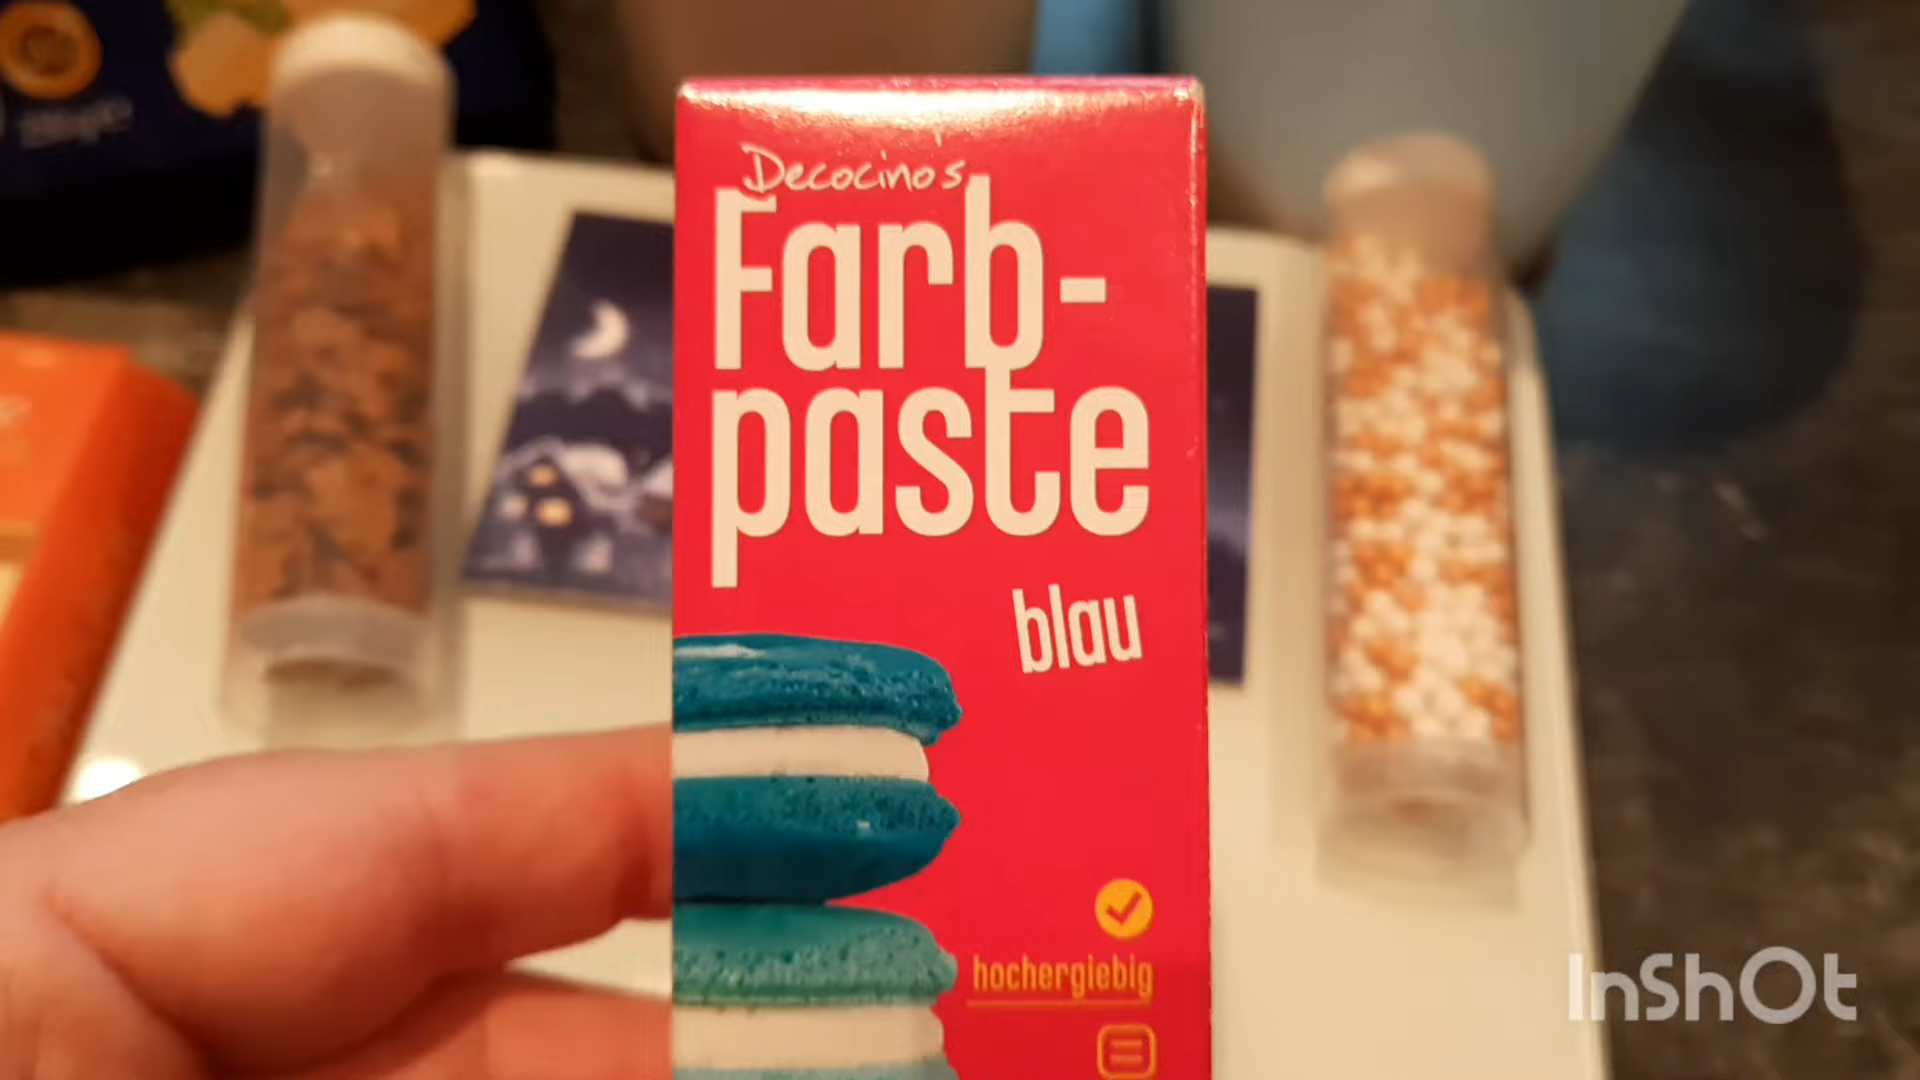 Decocino's
Farb-
paste
blau
hochergiebig
InShOt